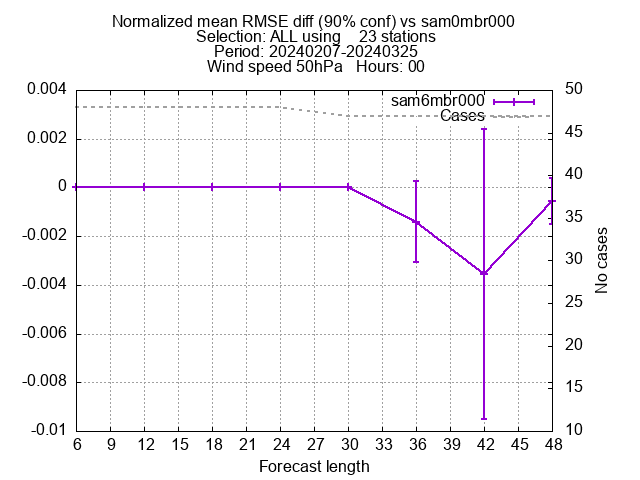 Normalized mean RMSE diff (90% conf) vs sam0mbr000
Selection: ALL using    23 stations
Period: 20240207-20240325
Wind speed 50hPa   Hours: 00
sam6mbr000
Cases
0.004
0.002
0
-0.002
-0.004
-0.006
-0.008
-0.01
50
45
40
35
30
25
20
15
10
No cases
6 9 12 15 18 21 24 27 30 33 36 39 42 45 48
Forecast length